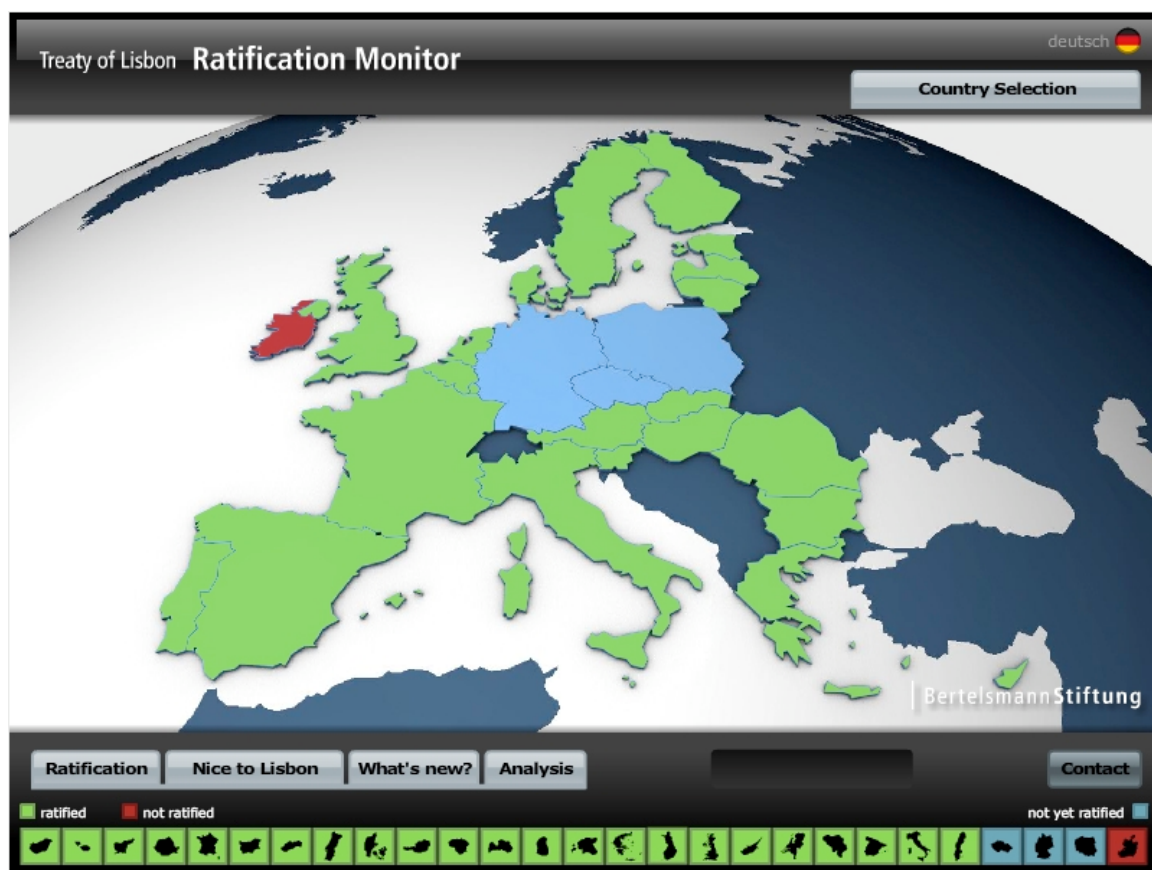 deutsch
Treaty of Lisbon Ratification Monitor
Country Selection
BertelsmannStiftung
Ratification
Nice to Lisbon
What's new?
Analysis
Contact
ratified
not ratified
not yet ratified